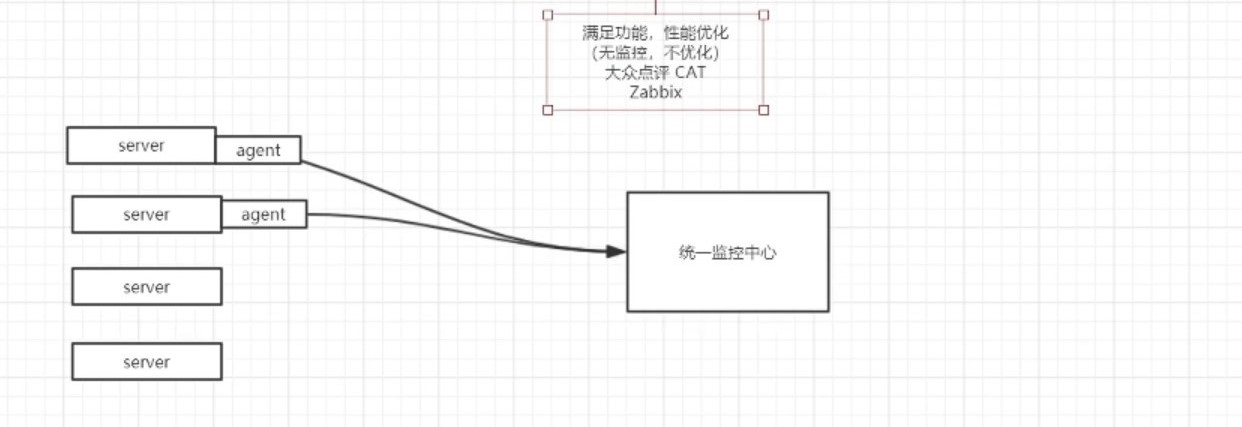 满足功能，性能优化
（无监控，不优化）
大众点评 CAT
Zabbix
server
agent
server
agent
统一监控中心
server
server